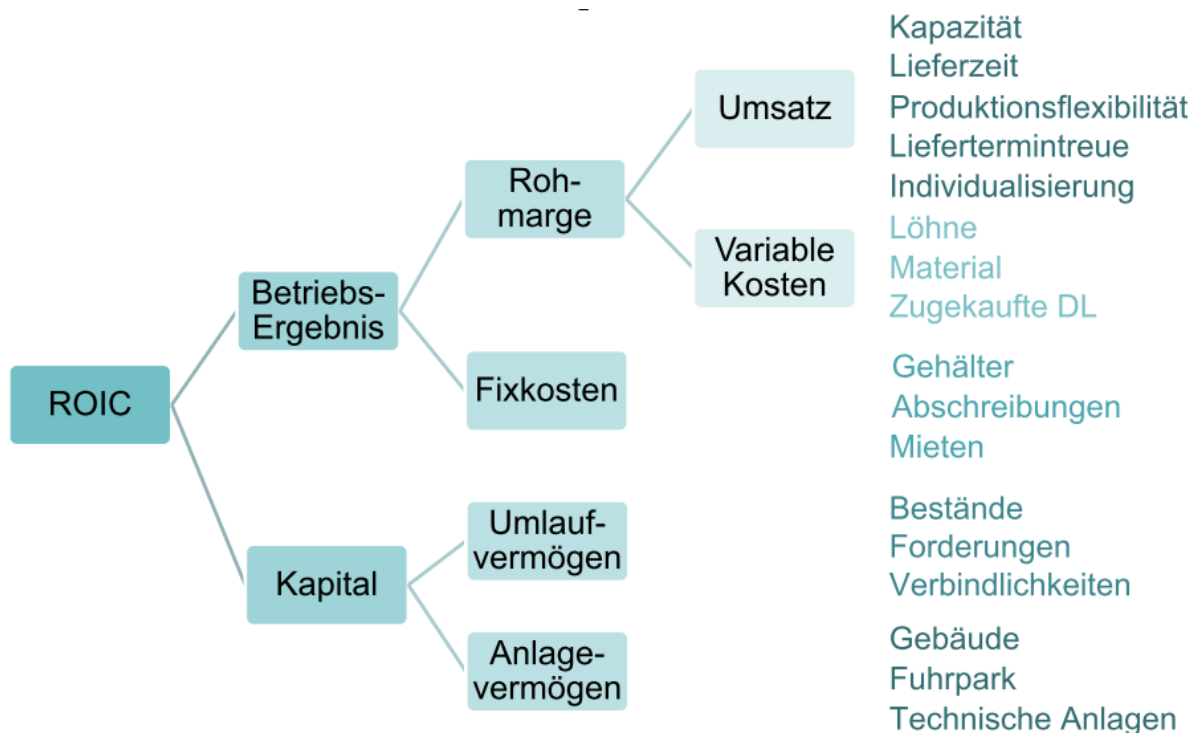 ROIC
Betriebs-
Ergebnis
Kapital
Roh-
marge
Fixkosten
Umlauf-
vermögen
Anlage-
vermögen
Umsatz
Variable
Kosten
Kapazität
Lieferzeit
Produktionsflexibilität
Liefertermintreue
Individualisierung
Löhne
Material
Zugekaufte DL
Gehälter
Abschreibungen
Mieten
Bestände
Forderungen
Verbindlichkeiten
Gebäude
Fuhrpark
Technische Anlagen